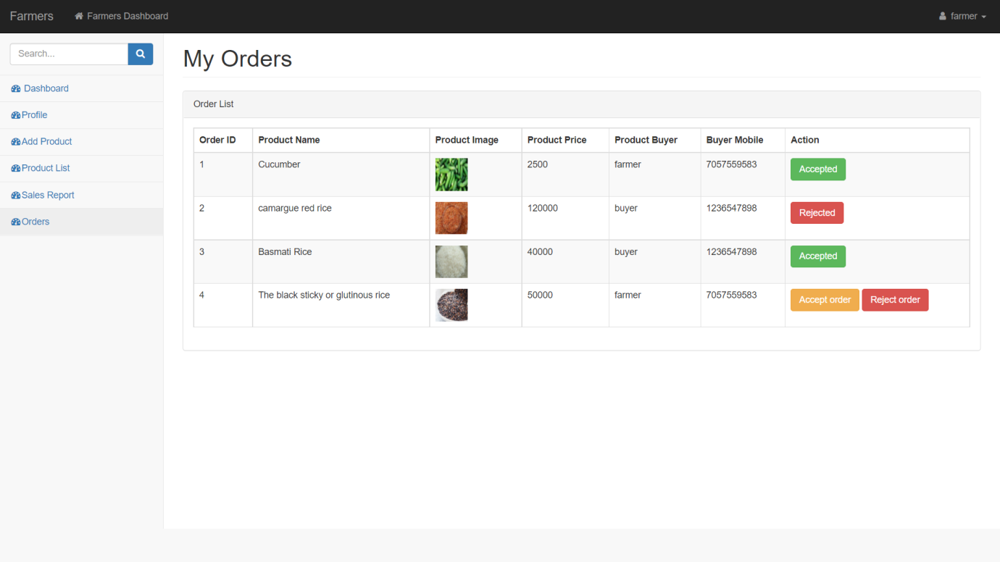 Farmers Farmers Dashboard farmer
Search...
Dashboard
Profile
Add Product
Product List
Sales Report
Orders
My Orders
Order List
Order ID Product Name Product Image Product Price Product Buyer Buyer Mobile Action
1 Cucumber 2500 farmer 7057559583 Accepted
2 camargue red rice 120000 buyer 1236547898 Rejected
3 Basmati Rice 40000 buyer 1236547898 Accepted
4 The black sticky or glutinous rice 50000 farmer 7057559583 Accept order Reject order